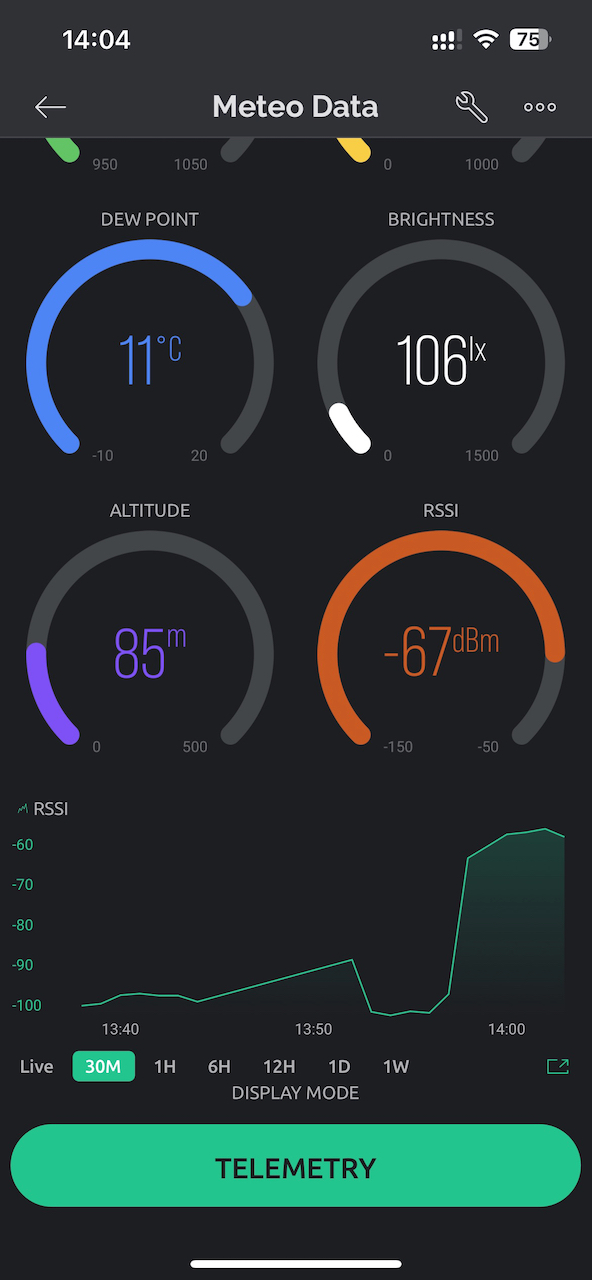 14:04 75
Meteo Data
950 1050 0 1000
DEW POINT BRIGHTNESS
11°C 106lx
-10 20 0 1500
ALTITUDE RSSI
85m -67dBm
0 500 -150 -50
RSSI
-60
-70
-80
-90
-100
13:40 13:50 14:00
Live 30M 1H 6H 12H 1D 1W
DISPLAY MODE
TELEMETRY